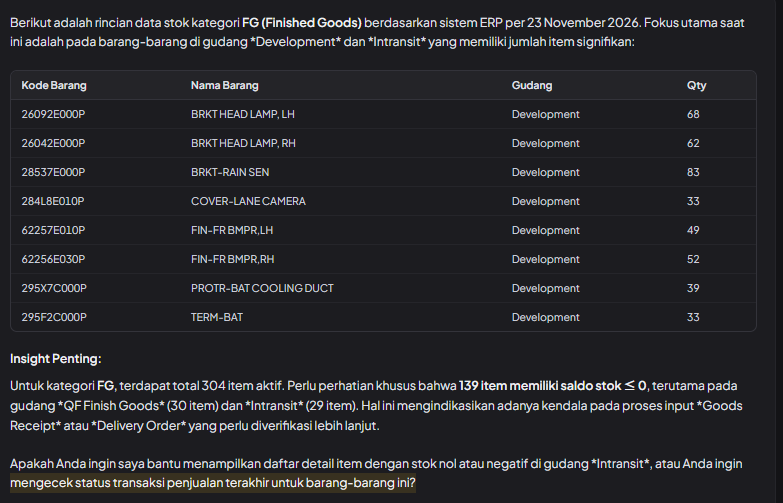 Berikut adalah rincian data stok kategori FG (Finished Goods) berdasarkan sistem ERP per 23 November 2026. Fokus utama saat
ini adalah pada barang-barang di gudang *Development* dan *Intransit* yang memiliki jumlah item signifikan:
Kode Barang Nama Barang Gudang Qty
26092E000P BRKT HEAD LAMP, LH Development 68
26042E000P BRKT HEAD LAMP, RH Development 62
28537E000P BRKT-RAIN SEN Development 83
284L8E010P COVER-LANE CAMERA Development 33
62257E010P FIN-FR BMPR,LH Development 49
62256E030P FIN-FR BMPR,RH Development 52
295X7C000P PROTR-BAT COOLING DUCT Development 39
295F2C000P TERM-BAT Development 33
Insight Penting:
Untuk kategori FG, terdapat total 304 item aktif. Perlu perhatian khusus bahwa 139 item memiliki saldo stok ≤ 0, terutama pada
gudang *QF Finish Goods* (30 item) dan *Intransit* (29 item). Hal ini mengindikasikan adanya kendala pada proses input *Goods
Receipt* atau *Delivery Order* yang perlu diverifikasi lebih lanjut.
Apakah Anda ingin saya bantu menampilkan daftar detail item dengan stok nol atau negatif di gudang *Intransit*, atau Anda ingin
mengecek status transaksi penjualan terakhir untuk barang-barang ini?